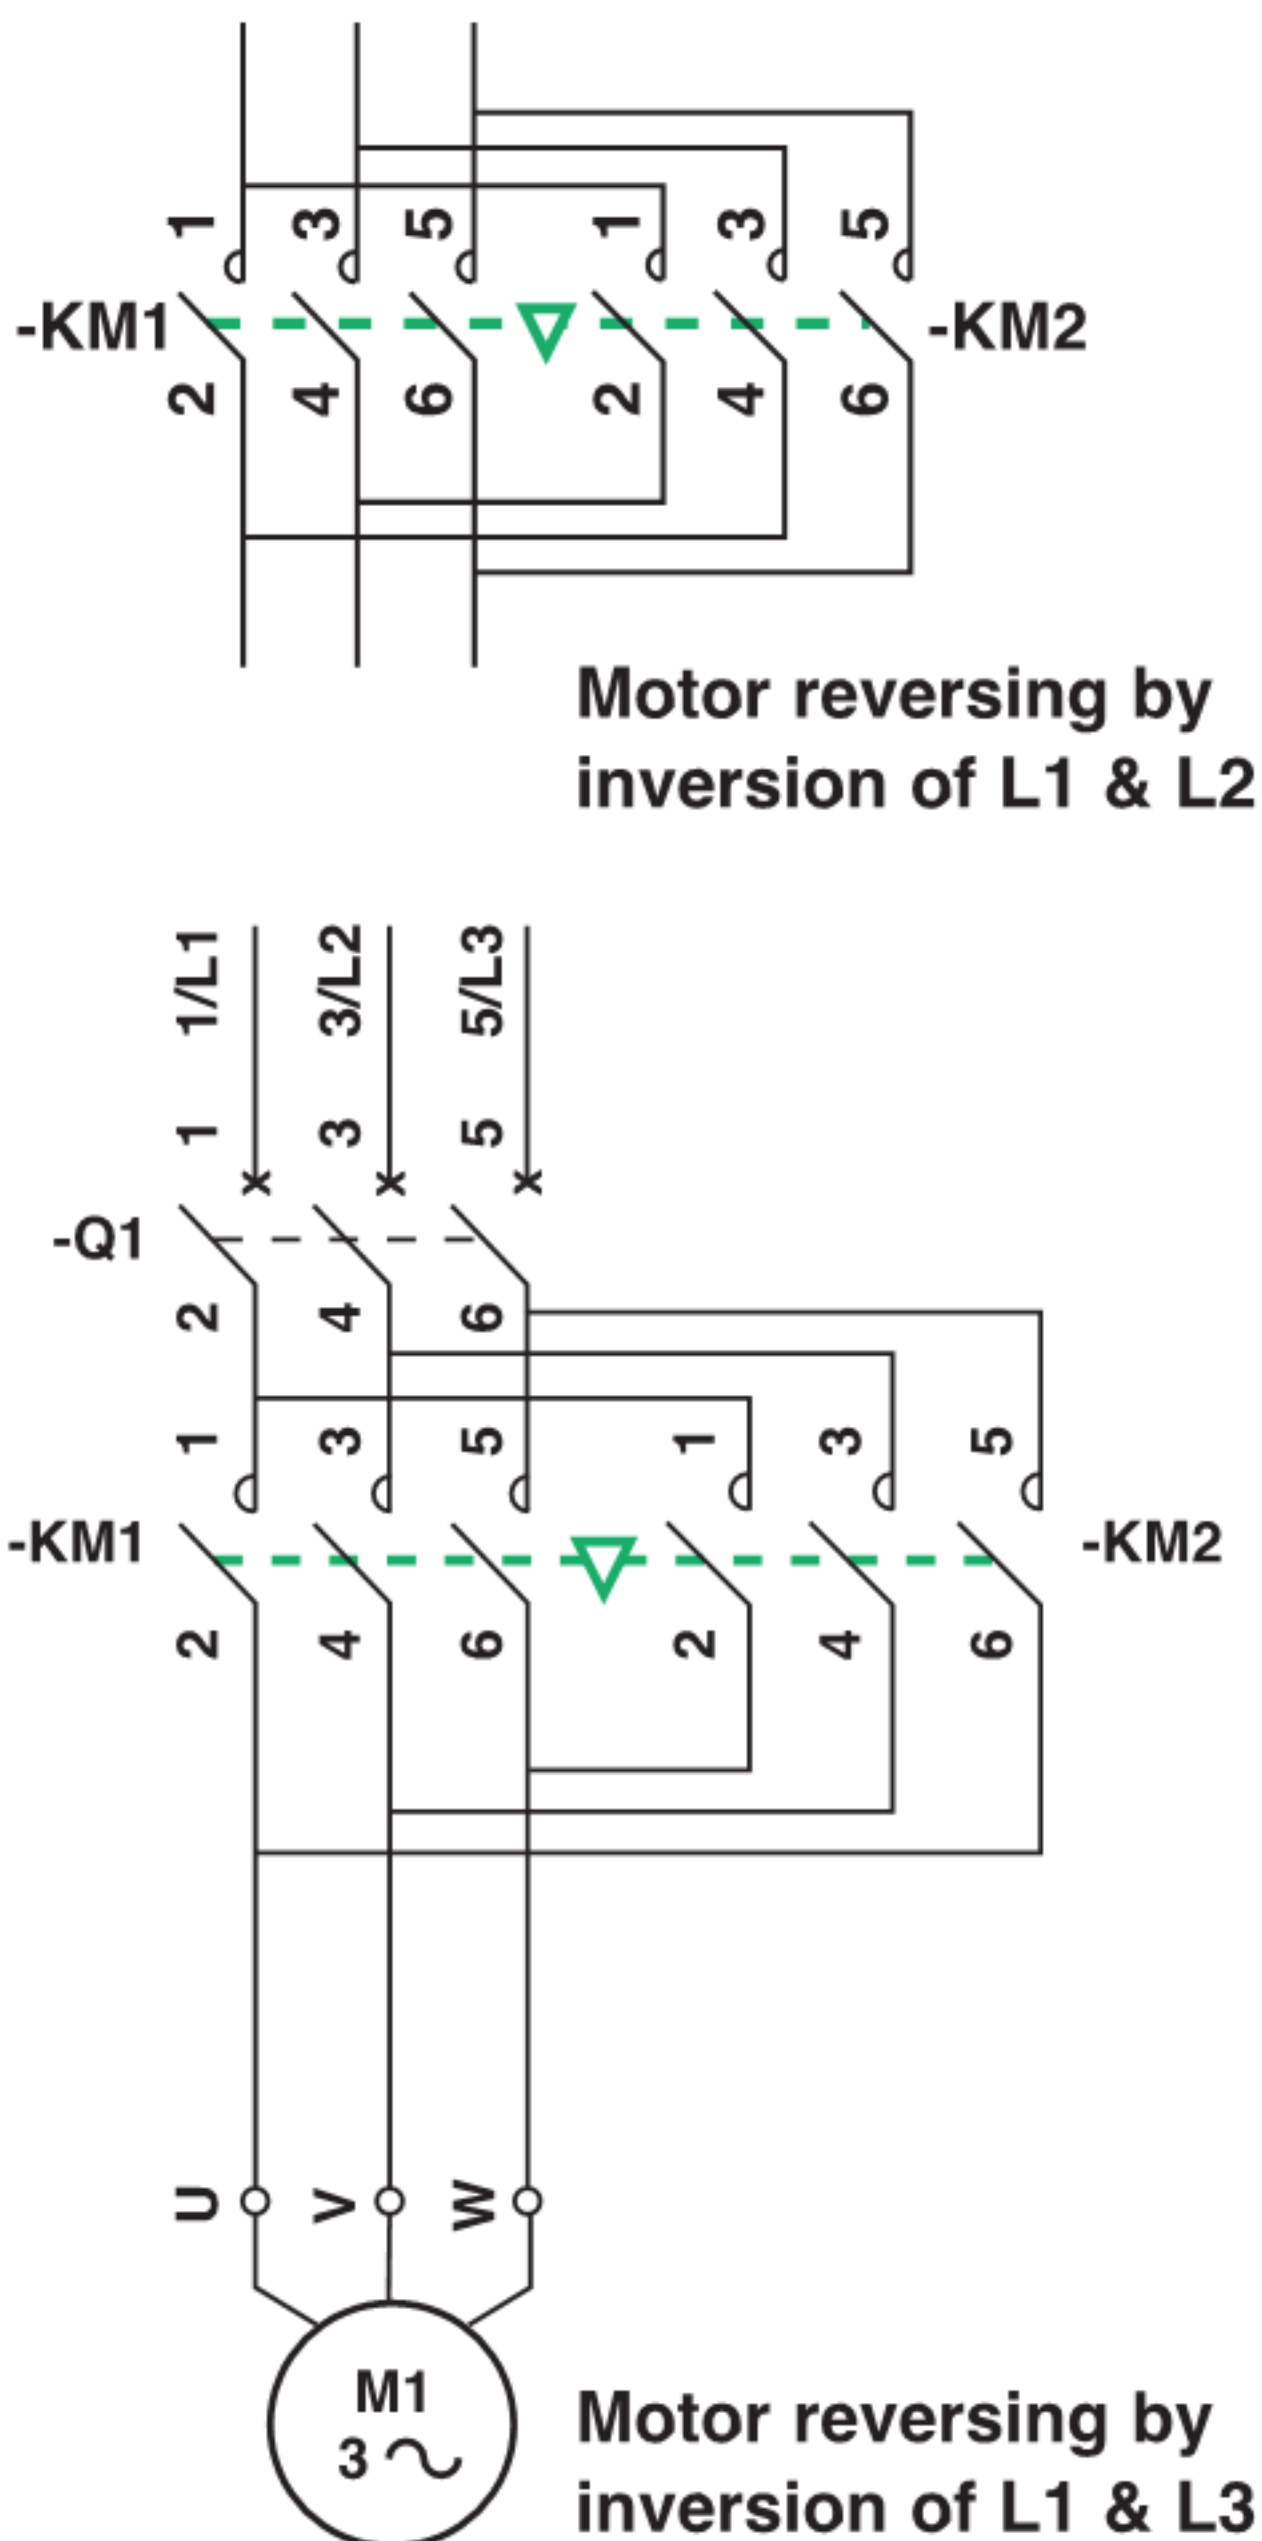 1 3 5 1 3 5
-KM1 -KM2
2 4 6 2 4 6
Motor reversing by
inversion of L1 & L2
1/L1 3/L2 5/L3
1 3 5
-Q1
2 4 6
1 3 5 1 3 5
-KM1 -KM2
2 4 6 2 4 6
U V W
M1
3
Motor reversing by
inversion of L1 & L3